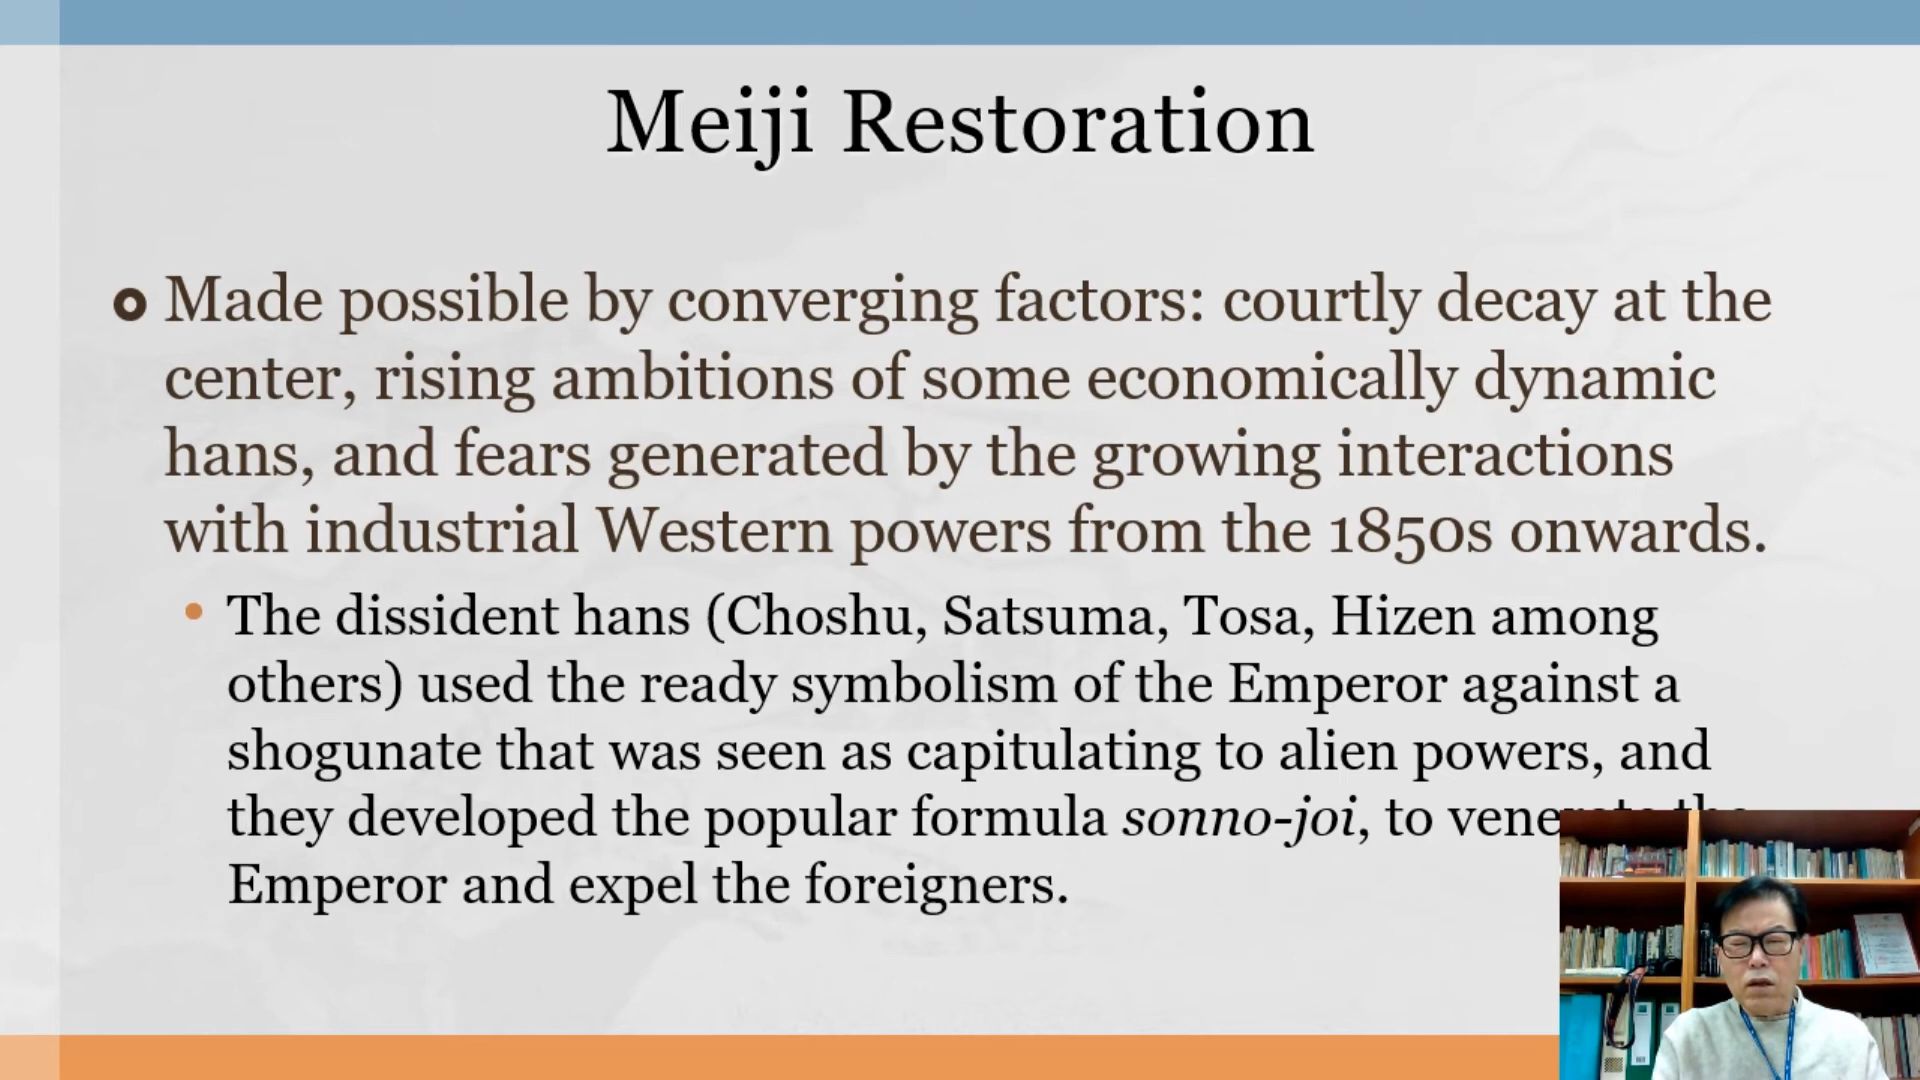 Meiji Restoration
Made possible by converging factors: courtly decay at the
center, rising ambitions of some economically dynamic
hans, and fears generated by the growing interactions
with industrial Western powers from the 1850s onwards.
The dissident hans (Choshu, Satsuma, Tosa, Hizen among
others) used the ready symbolism of the Emperor against a
shogunate that was seen as capitulating to alien powers, and
they developed the popular formula sonno-joi, to venerate the
Emperor and expel the foreigners.